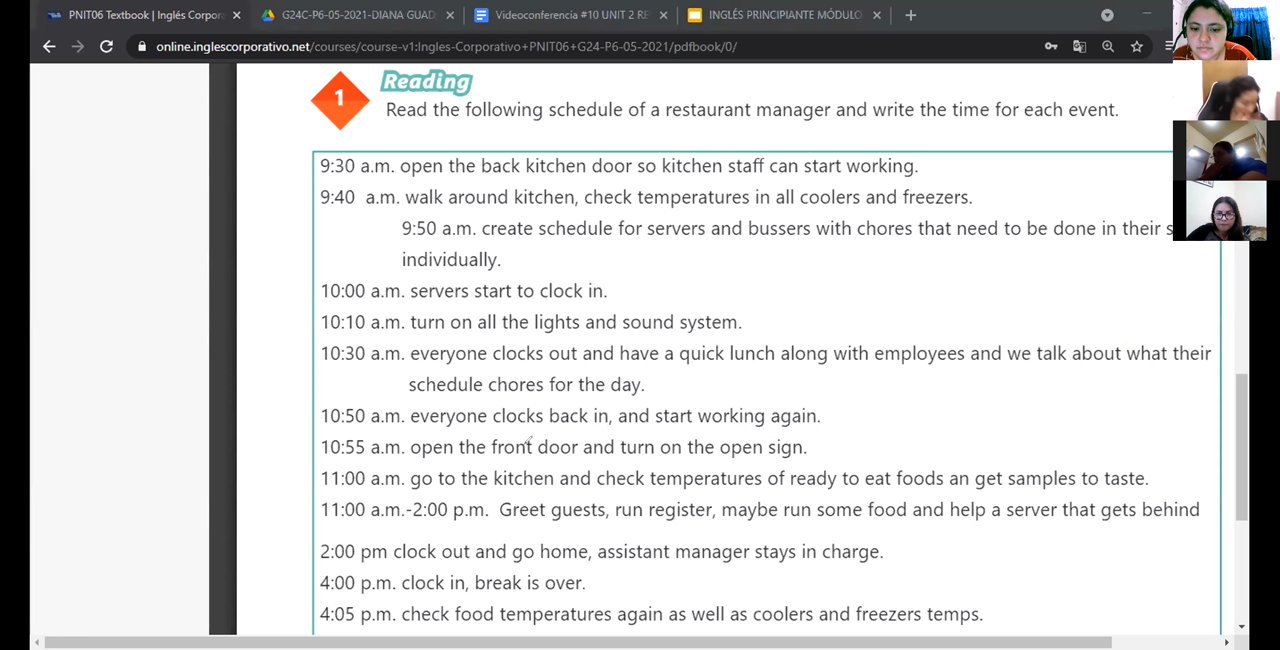 PNIT06 Textbook | Inglés Corpora
G24C-P6-05-2021-DIANA GUAD
Videoconferencia #10 UNIT 2 RE
INGLÉS PRINCIPIANTE MÓDULO
online.inglescorporativo.net/courses/course-v1:Ingles-Corporativo+PNIT06+G24-P6-05-2021/pdfbook/0/
1
Reading
Read the following schedule of a restaurant manager and write the time for each event.
9:30 a.m. open the back kitchen door so kitchen staff can start working.
9:40 a.m. walk around kitchen, check temperatures in all coolers and freezers.
9:50 a.m. create schedule for servers and bussers with chores that need to be done in their s
individually.
10:00 a.m. servers start to clock in.
10:10 a.m. turn on all the lights and sound system.
10:30 a.m. everyone clocks out and have a quick lunch along with employees and we talk about what their
schedule chores for the day.
10:50 a.m. everyone clocks back in, and start working again.
10:55 a.m. open the front door and turn on the open sign.
11:00 a.m. go to the kitchen and check temperatures of ready to eat foods an get samples to taste.
11:00 a.m.-2:00 p.m. Greet guests, run register, maybe run some food and help a server that gets behind
2:00 pm clock out and go home, assistant manager stays in charge.
4:00 p.m. clock in, break is over.
4:05 p.m. check food temperatures again as well as coolers and freezers temps.